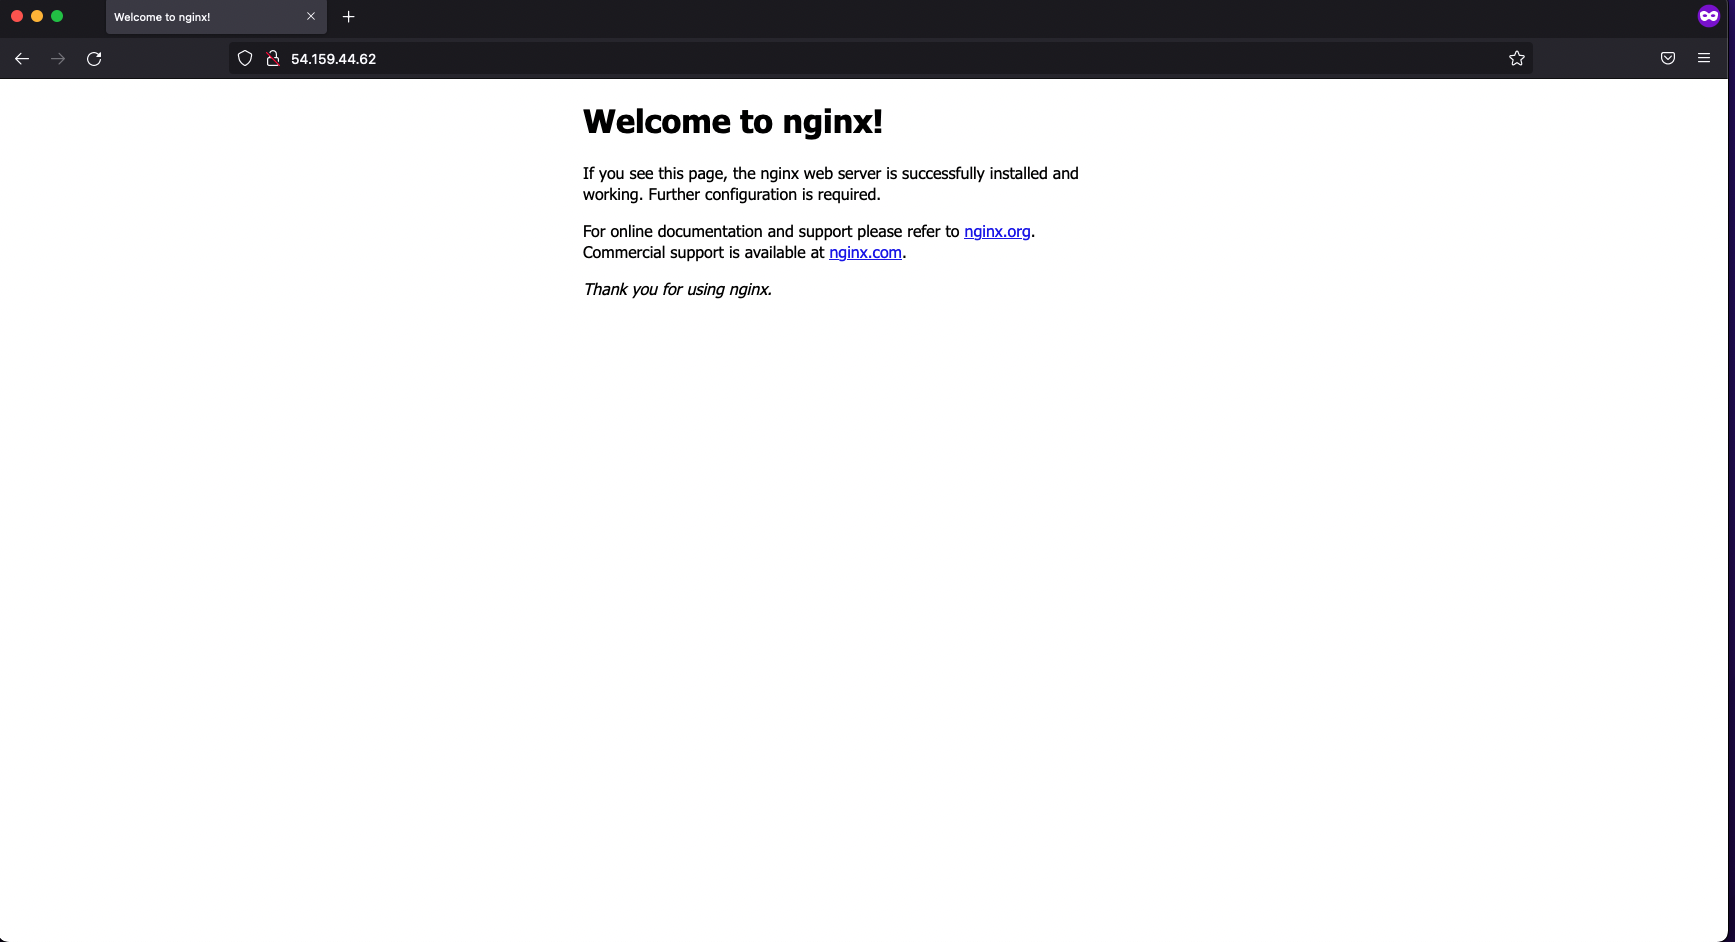 Welcome to nginx!
54.159.44.62
Welcome to nginx!
If you see this page, the nginx web server is successfully installed and
working. Further configuration is required.
For online documentation and support please refer to nginx.org.
Commercial support is available at nginx.com.
Thank you for using nginx.